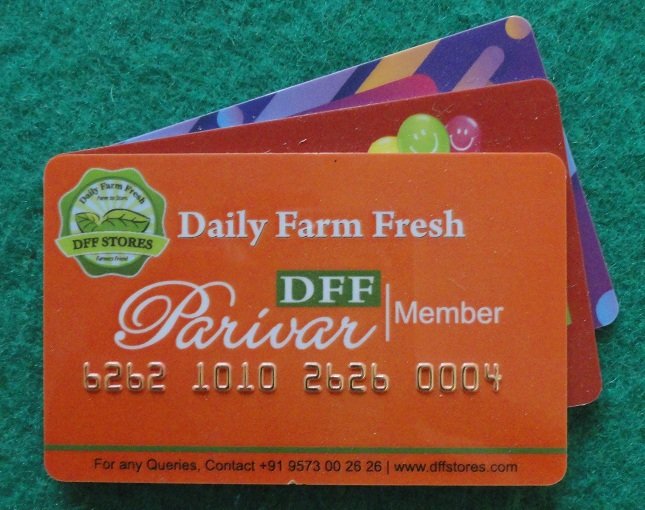 Daily Farm Fresh
Farm to Store
DFF STORES
Farmers Friend
Daily Farm Fresh
DFF
Parivar
Member
6262 1010 2626 0004
For any Queries, Contact +91 9573 00 26 26 | www.dffstores.com